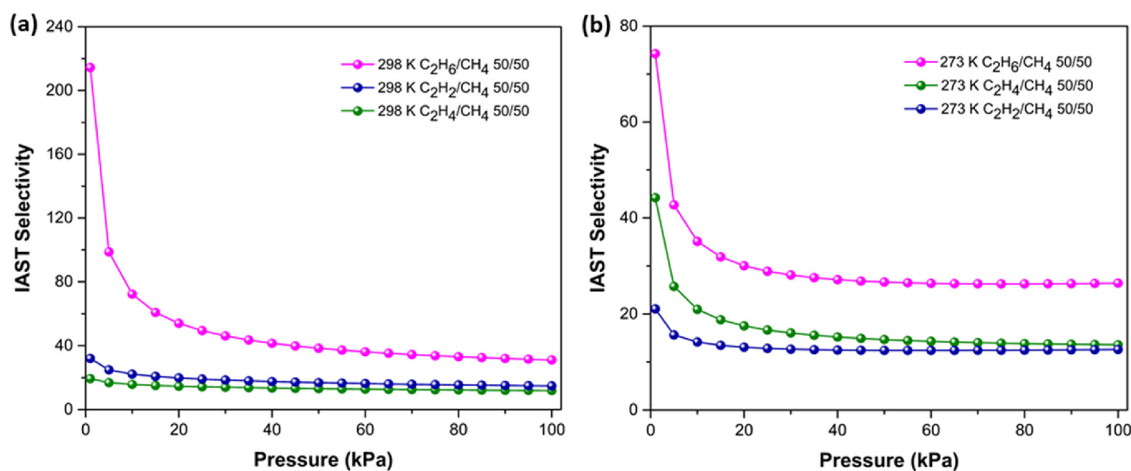 (a)
240
200
160
120
80
40
0
IAST Selectivity
298 K C₂H₆/CH₄ 50/50
298 K C₂H₂/CH₄ 50/50
298 K C₂H₄/CH₄ 50/50
0 20 40 60 80 100
Pressure (kPa)
(b)
80
60
40
20
0
IAST Selectivity
273 K C₂H₆/CH₄ 50/50
273 K C₂H₄/CH₄ 50/50
273 K C₂H₂/CH₄ 50/50
0 20 40 60 80 100
Pressure (kPa)